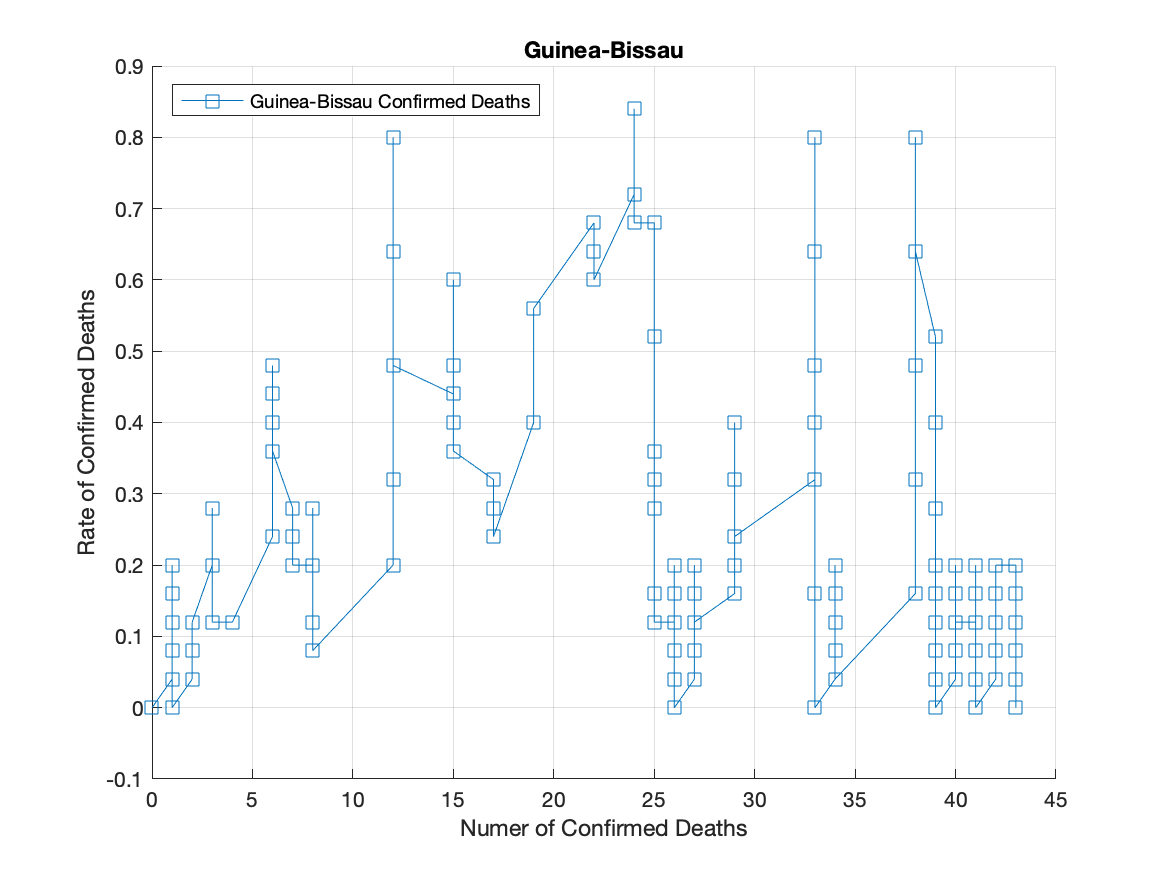 Guinea-Bissau
Guinea-Bissau Confirmed Deaths
Rate of Confirmed Deaths
0.9
0.8
0.7
0.6
0.5
0.4
0.3
0.2
0.1
0
-0.1
0 5 10 15 20 25 30 35 40 45
Numer of Confirmed Deaths